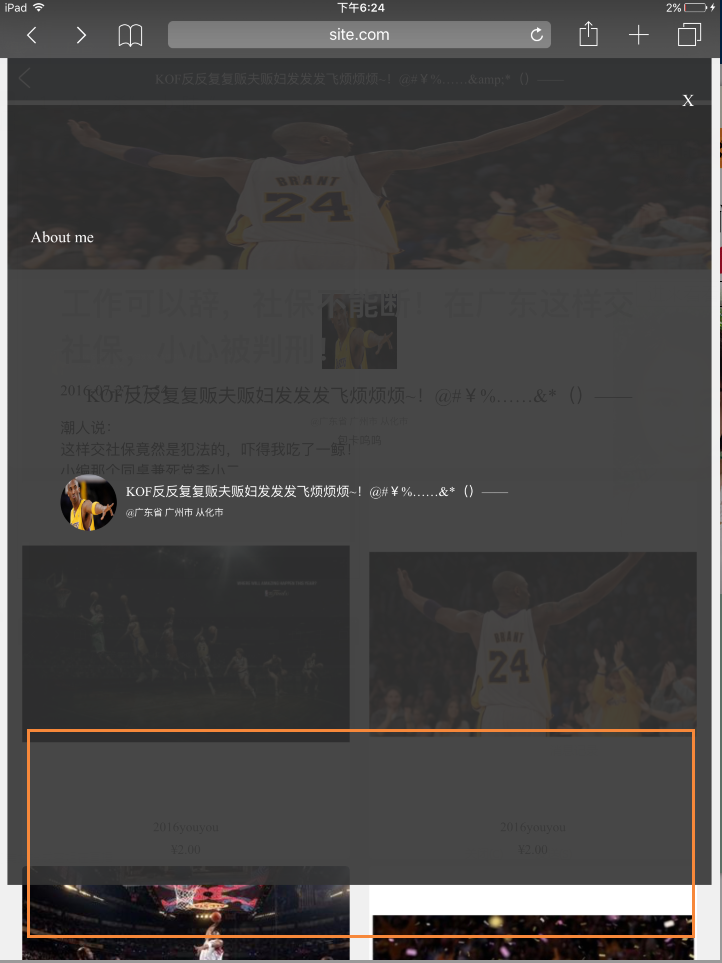 iPad 下午6:24 2%
site.com
KOF反反复复贩夫贩妇发发发飞烦烦烦~！@#￥%……&amp;*（）——
X
BRYANT
24
About me
工作可以辞，社保不能断！在广东这样交
社保，小心被判刑！
2016-07-27 17:14
KOF反反复复贩夫贩妇发发发飞烦烦烦~！@#￥%……&*（）——
@广东省 广州市 从化市
潮人说：
这样交社保竟然是犯法的，吓得我吃了一鲸！
小编那个同桌兼死党李小二
KOF反反复复贩夫贩妇发发发飞烦烦烦~！@#￥%……&*（）——
@广东省 广州市 从化市
BRYANT
24
2016youyou
¥2.00
2016youyou
¥2.00